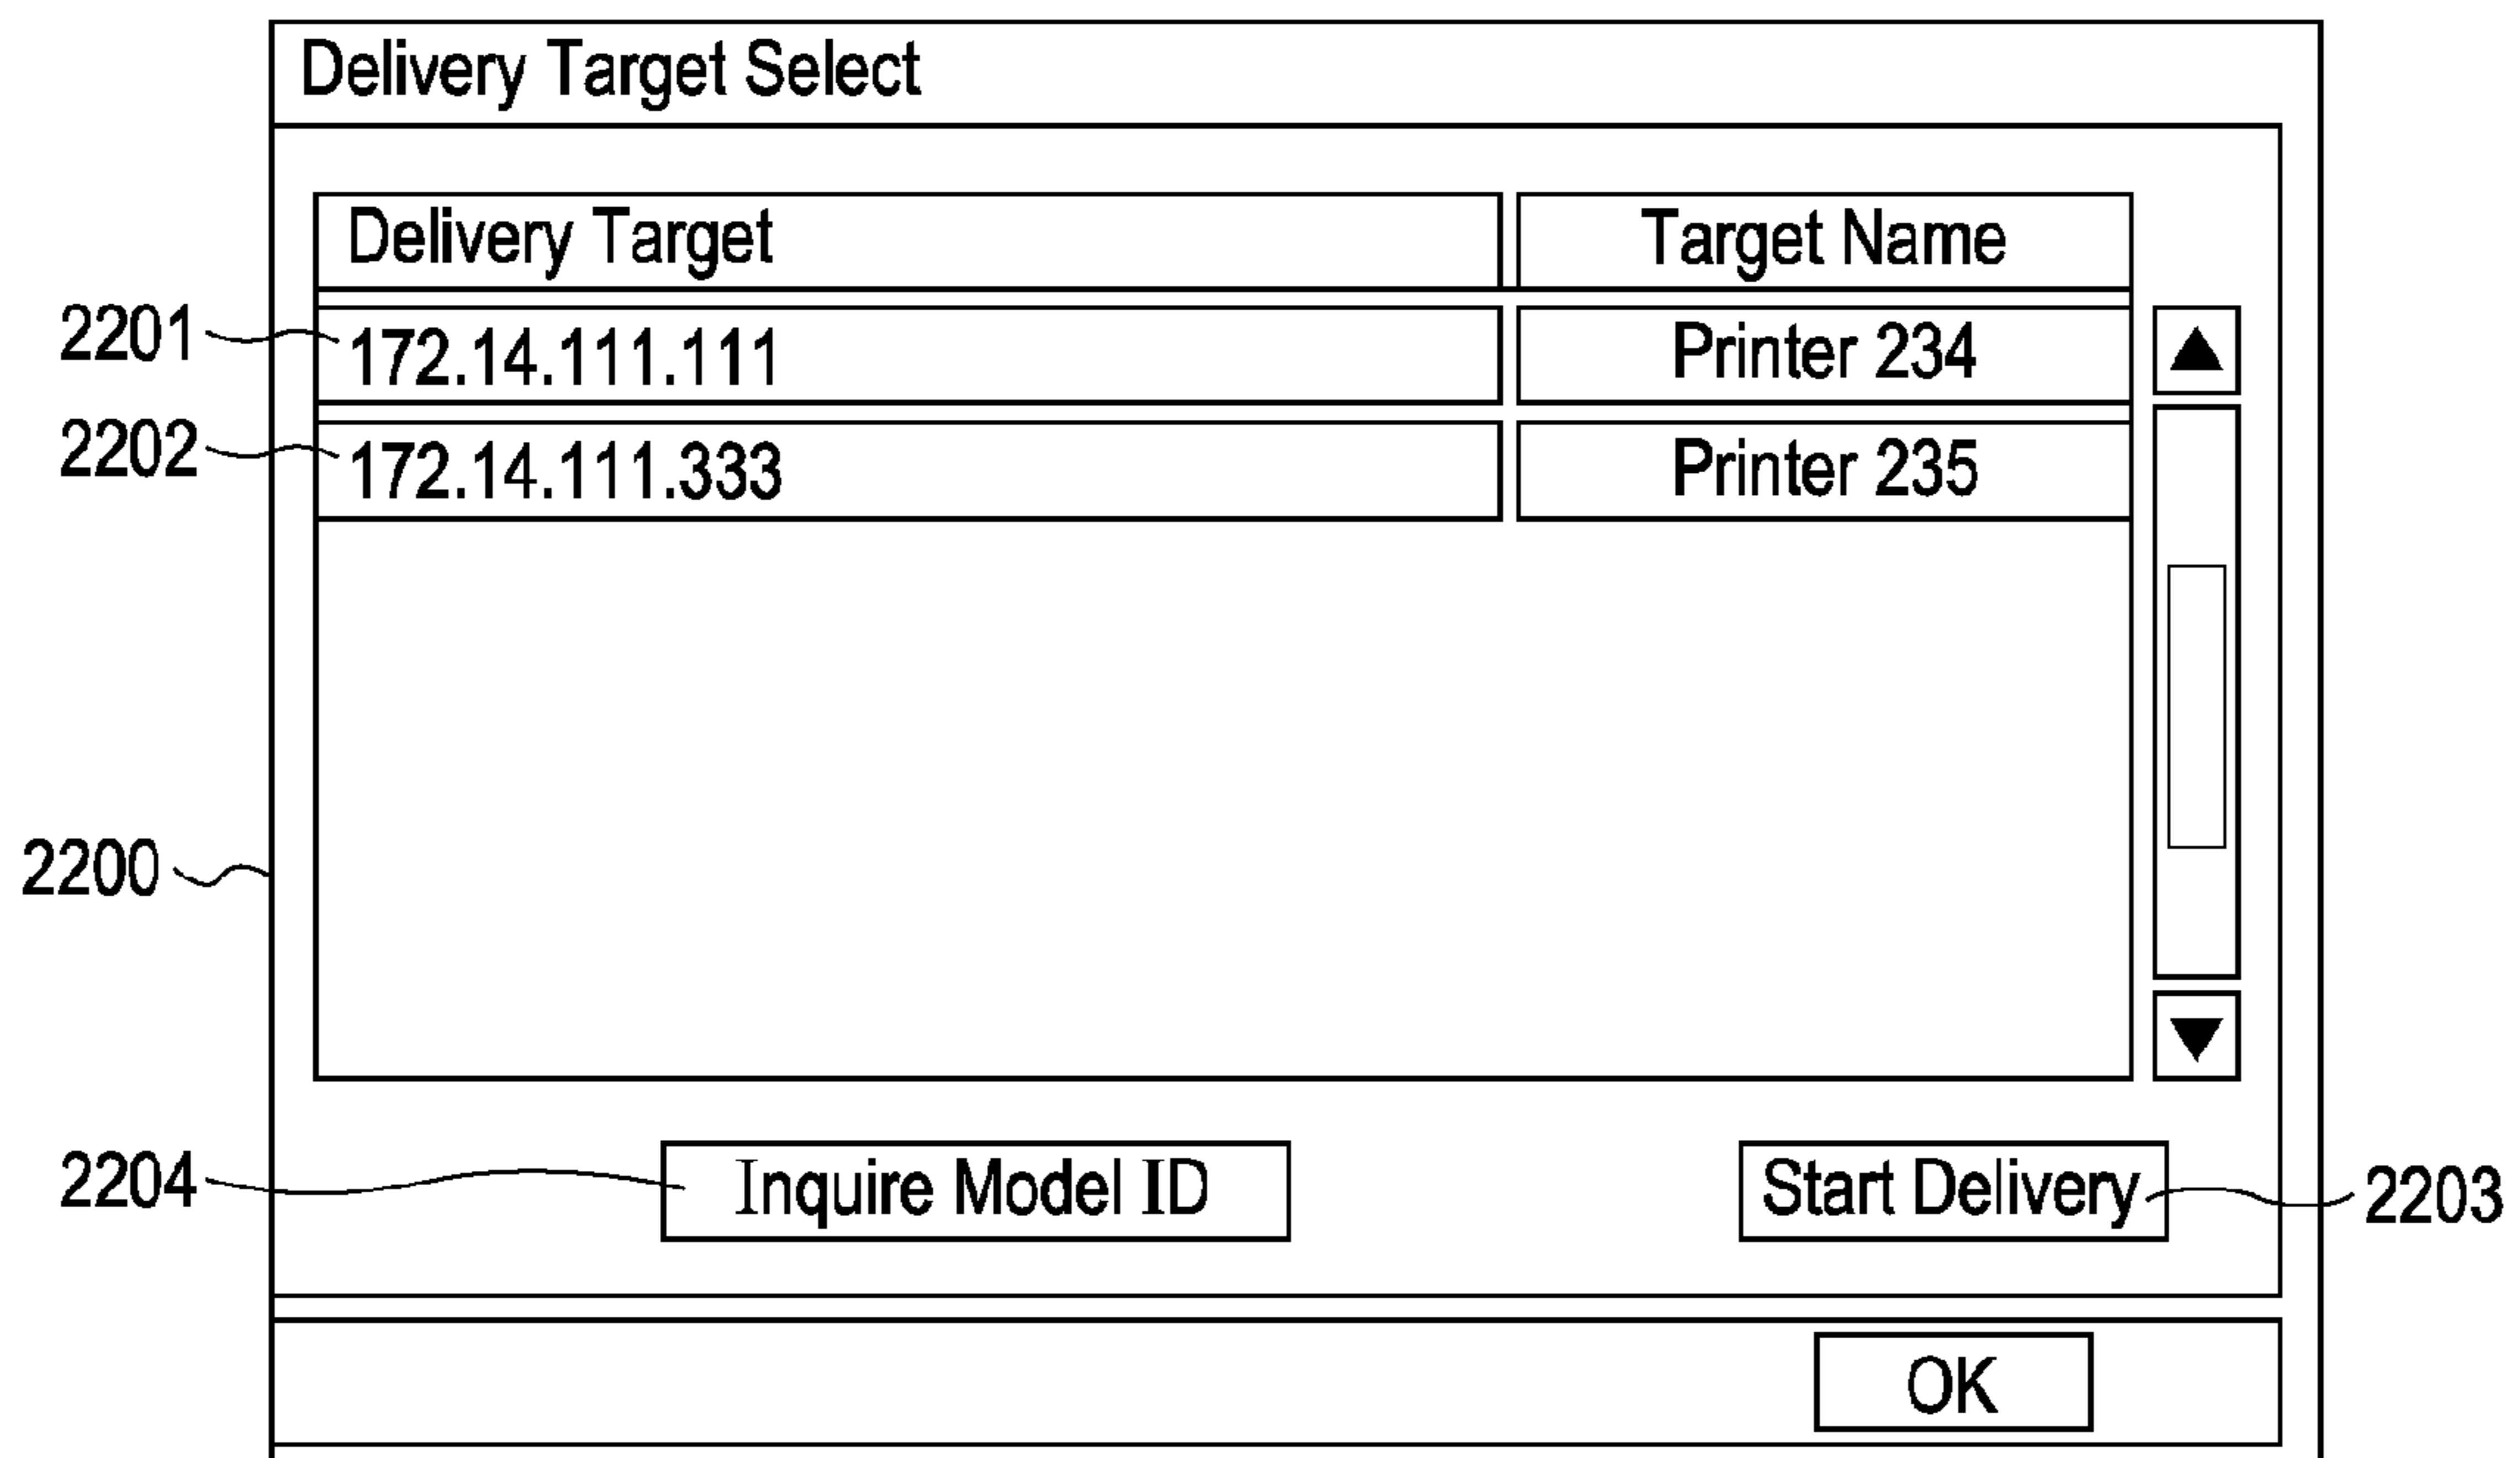 Delivery Target Select
Delivery Target Target Name
2201 172.14.111.111 Printer 234
2202 172.14.111.333 Printer 235
2200
2204 Inquire Model ID Start Delivery 2203
OK